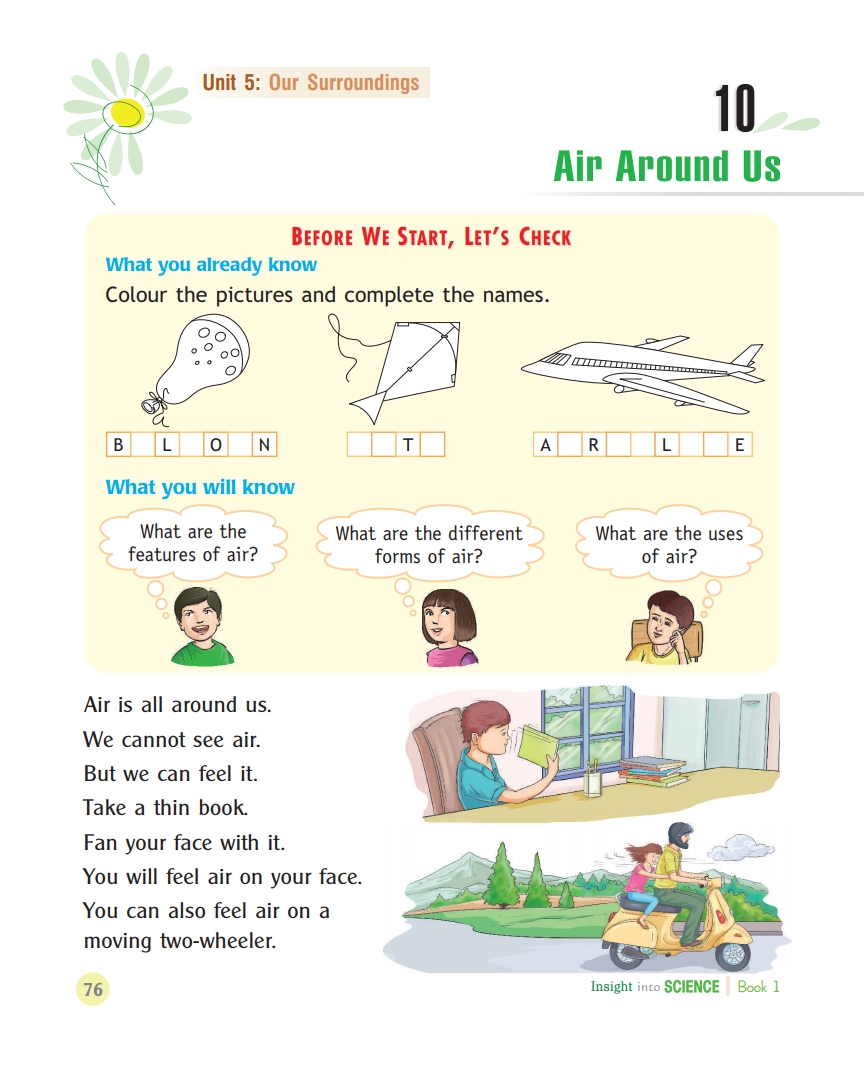 Unit 5: Our Surroundings
10
Air Around Us
BEFORE WE START, LET'S CHECK
What you already know
Colour the pictures and complete the names.
B L O N
T
A R L E
What you will know
What are the
features of air?
What are the different
forms of air?
What are the uses
of air?
Air is all around us.
We cannot see air.
But we can feel it.
Take a thin book.
Fan your face with it.
You will feel air on your face.
You can also feel air on a
moving two-wheeler.
76
Insight into SCIENCE Book 1